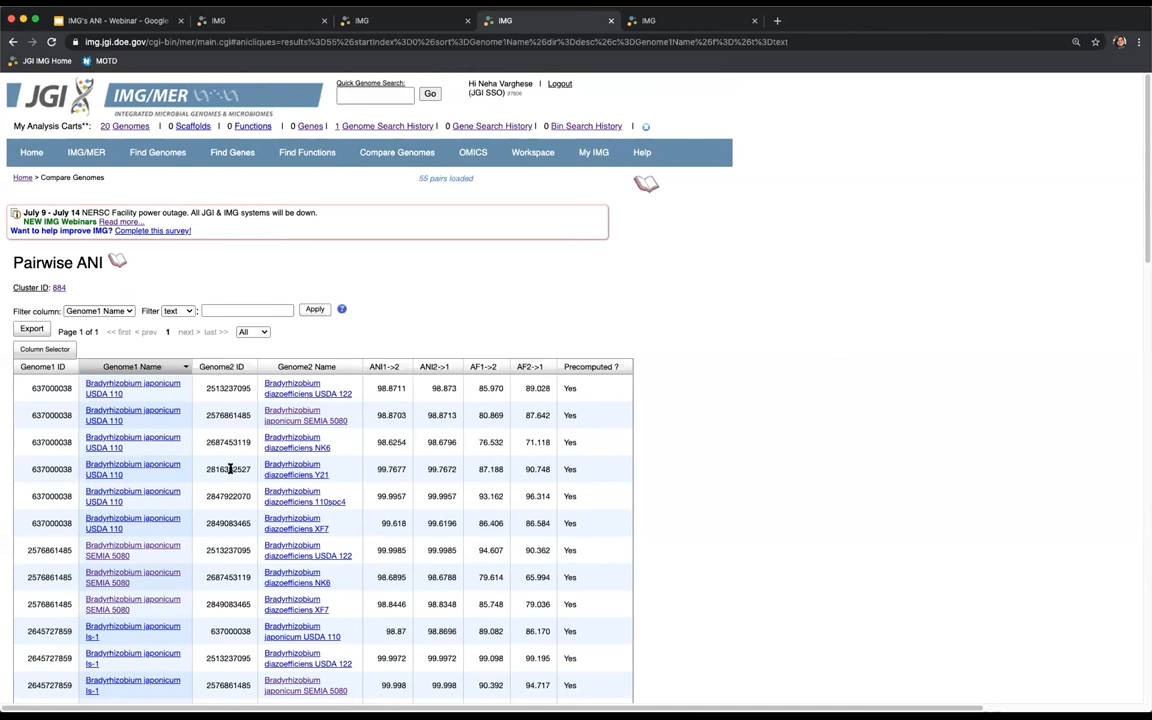 IMG's ANI - Webinar - Google × IMG × IMG × IMG × IMG × +
img.jgi.doe.gov/cgi-bin/mer/main.cgi#anicliques=results%3D55%26startIndex%3D0%26sort%3DGenome1Name%26dir%3Ddesc%26c%3DGenome1Name%26f%3D%26t%3Dtext
JGI IMG Home MOTD
JGI IMG/MER
INTEGRATED MICROBIAL GENOMES & MICROBIOMES
Quick Genome Search:
Go
Hi Neha Varghese | Logout
(JGI SSO) 97606
My Analysis Carts**: 20 Genomes | 0 Scaffolds | 0 Functions | 0 Genes | 1 Genome Search History | 0 Gene Search History | 0 Bin Search History |
Home IMG/MER Find Genomes Find Genes Find Functions Compare Genomes OMICS Workspace My IMG Help
Home > Compare Genomes 55 pairs loaded
July 9 - July 14 NERSC Facility power outage. All JGI & IMG systems will be down.
NEW IMG Webinars Read more...
Want to help improve IMG? Complete this survey!
Pairwise ANI
Cluster ID: 884
Filter column: Genome1 Name Filter text : Apply ?
Export Page 1 of 1 << first < prev 1 next > last >> All
Column Selector
Genome1 ID Genome1 Name Genome2 ID Genome2 Name ANI1->2 ANI2->1 AF1->2 AF2->1 Precomputed ?
637000038 Bradyrhizobium japonicum USDA 110 2513237095 Bradyrhizobium diazoefficiens USDA 122 98.8711 98.873 85.970 89.028 Yes
637000038 Bradyrhizobium japonicum USDA 110 2576861485 Bradyrhizobium japonicum SEMIA 5080 98.8703 98.8713 80.869 87.642 Yes
637000038 Bradyrhizobium japonicum USDA 110 2687453119 Bradyrhizobium diazoefficiens NK6 98.6254 98.6796 76.532 71.118 Yes
637000038 Bradyrhizobium japonicum USDA 110 Bradyrhizobium diazoefficiens Y21 99.7677 99.7672 87.188 90.748 Yes
637000038 Bradyrhizobium japonicum USDA 110 2847922070 Bradyrhizobium diazoefficiens 110spc4 99.9957 99.9957 93.162 96.314 Yes
637000038 Bradyrhizobium japonicum USDA 110 2849083465 Bradyrhizobium diazoefficiens XF7 99.618 99.6196 86.406 86.584 Yes
2576861485 Bradyrhizobium japonicum SEMIA 5080 2513237095 Bradyrhizobium diazoefficiens USDA 122 99.9985 99.9985 94.607 90.362 Yes
2576861485 Bradyrhizobium japonicum SEMIA 5080 2687453119 Bradyrhizobium diazoefficiens NK6 98.6895 98.6788 79.614 65.994 Yes
2576861485 Bradyrhizobium japonicum SEMIA 5080 2849083465 Bradyrhizobium diazoefficiens XF7 98.8446 98.8348 85.748 79.036 Yes
2645727859 Bradyrhizobium japonicum Is-1 637000038 Bradyrhizobium japonicum USDA 110 98.87 98.8696 89.082 86.170 Yes
2645727859 Bradyrhizobium japonicum Is-1 2513237095 Bradyrhizobium diazoefficiens USDA 122 99.9972 99.9972 99.098 99.195 Yes
2645727859 Bradyrhizobium japonicum Is-1 2576861485 Bradyrhizobium japonicum SEMIA 5080 99.998 99.998 90.392 94.717 Yes